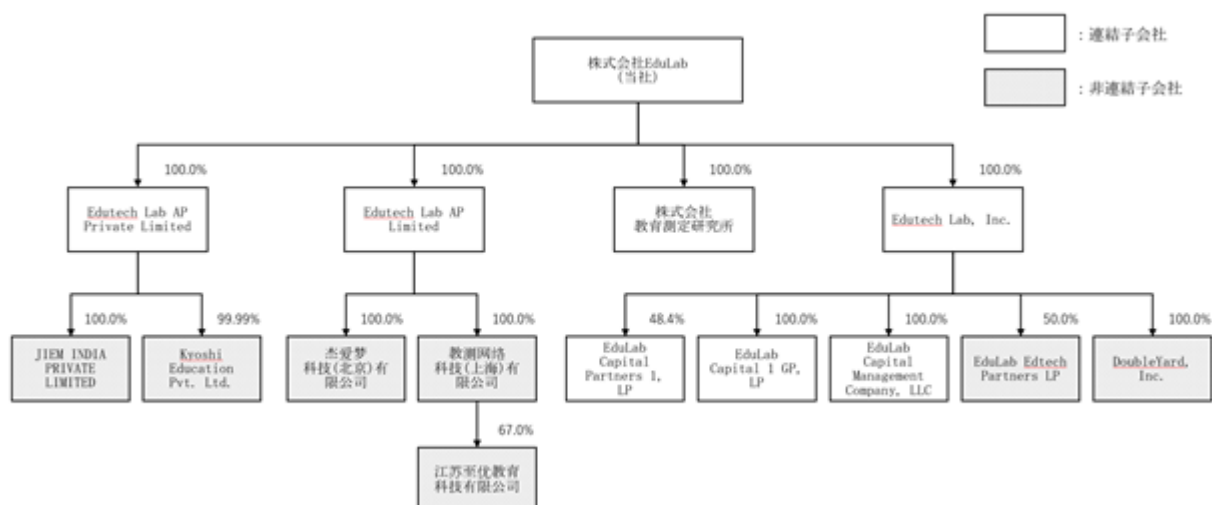 株式会社EduLab
(当社)
：連結子会社
：非連結子会社
100.0%
100.0%
100.0%
100.0%
Edutech Lab AP
Private Limited
Edutech Lab AP
Limited
株式会社
教育測定研究所
Edutech Lab, Inc.
100.0%
99.99%
100.0%
100.0%
48.4%
100.0%
100.0%
50.0%
100.0%
JIEM INDIA
PRIVATE
LIMITED
Kyoshi
Education
Pvt. Ltd.
杰爱梦
科技(北京)有
限公司
教测网络
科技(上海)有
限公司
EduLab
Capital
Partners 1,
LP
EduLab
Capital 1 GP,
LP
EduLab
Capital
Management
Company, LLC
EduLab Edtech
Partners LP
DoubleYard,
Inc.
67.0%
江苏至优教育
科技有限公司